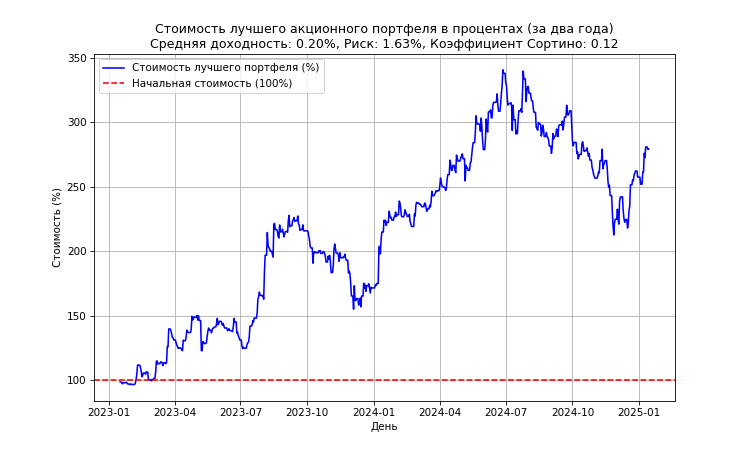 Стоимость лучшего акционного портфеля в процентах (за два года)
Средняя доходность: 0.20%, Риск: 1.63%, Коэффициент Сортино: 0.12
Стоимость лучшего портфеля (%)
Начальная стоимость (100%)
Стоимость (%)
350
300
250
200
150
100
2023-01 2023-04 2023-07 2023-10 2024-01 2024-04 2024-07 2024-10 2025-01
День